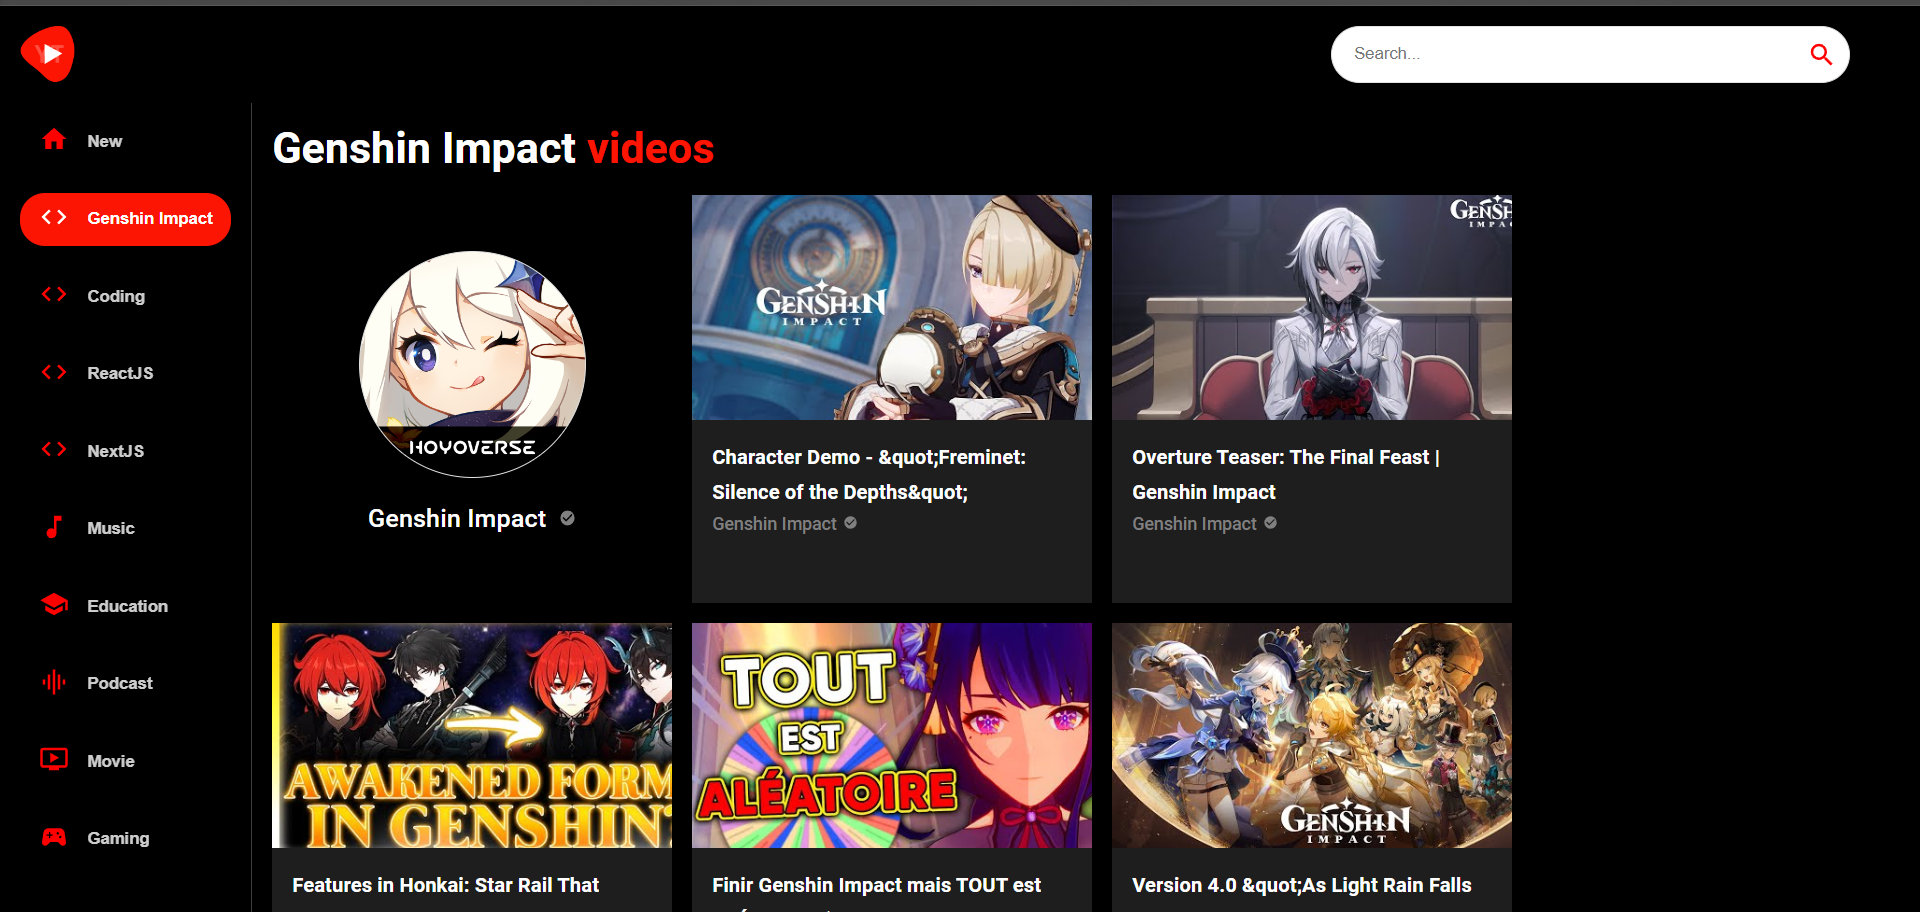 YT
Search...
New
Genshin Impact
Coding
ReactJS
NextJS
Music
Education
Podcast
Movie
Gaming
Genshin Impact videos
HOYOVERSE
Genshin Impact
GENSHIN
IMPACT
Character Demo - &quot;Freminet:
Silence of the Depths&quot;
Genshin Impact
GENSH
IMPAC
Overture Teaser: The Final Feast |
Genshin Impact
Genshin Impact
AWAKENED FORM
IN GENSHIN?
Features in Honkai: Star Rail That
TOUT
EST
ALÉATOIRE
Finir Genshin Impact mais TOUT est
GENSHIN
IMPACT
Version 4.0 &quot;As Light Rain Falls